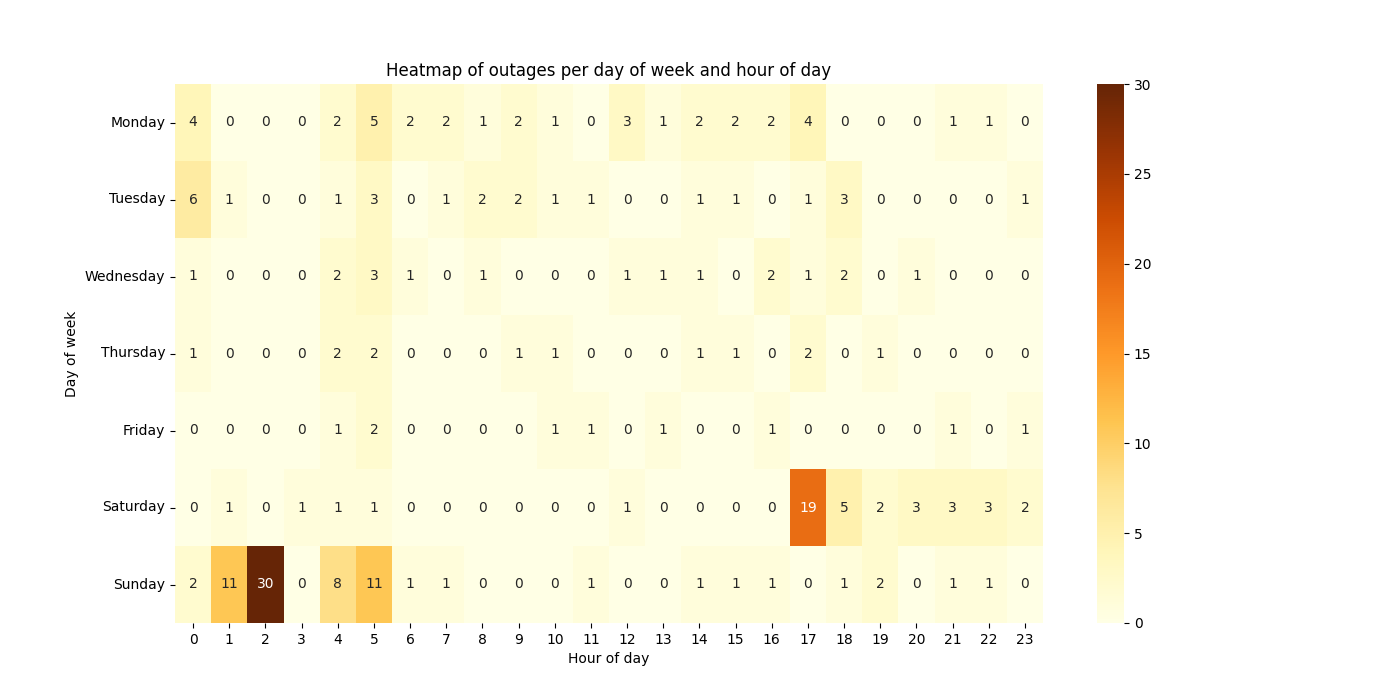 Heatmap of outages per day of week and hour of day
Monday 4 0 0 0 2 5 2 2 1 2 1 0 3 1 2 2 2 4 0 0 0 1 1 0
Tuesday 6 1 0 0 1 3 0 1 2 2 1 1 0 0 1 1 0 1 3 0 0 0 0 1
Wednesday 1 0 0 0 2 3 1 0 1 0 0 0 1 1 1 0 2 1 2 0 1 0 0 0
Thursday 1 0 0 0 2 2 0 0 0 1 1 0 0 0 1 1 0 2 0 1 0 0 0 0
Friday 0 0 0 0 1 2 0 0 0 0 1 1 0 1 0 0 1 0 0 0 0 1 0 1
Saturday 0 1 0 1 1 1 0 0 0 0 0 0 1 0 0 0 0 19 5 2 3 3 3 2
Sunday 2 11 30 0 8 11 1 1 0 0 0 1 0 0 1 1 1 0 1 2 0 1 1 0
0 1 2 3 4 5 6 7 8 9 10 11 12 13 14 15 16 17 18 19 20 21 22 23
Hour of day
Day of week
30
25
20
15
10
5
0